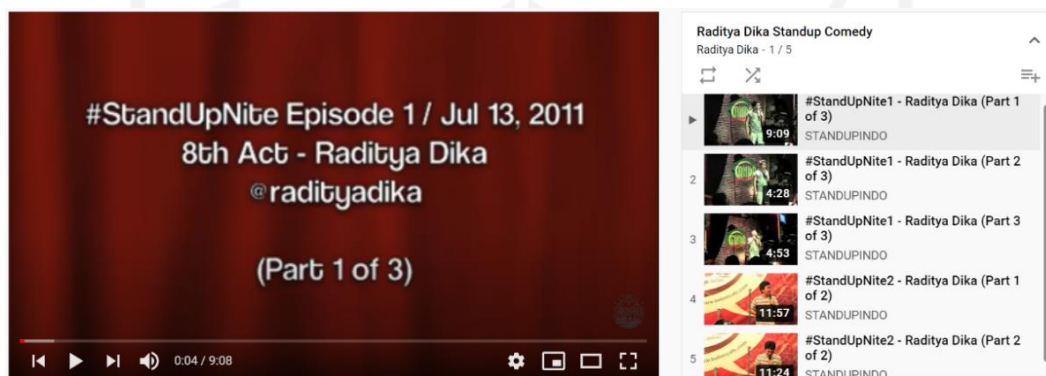 #StandUpNite Episode 1 / Jul 13, 2011
8th Act - Raditya Dika
@radityadika
(Part 1 of 3)
0:04 / 9:08
Raditya Dika Standup Comedy
Raditya Dika - 1 / 5
9:09
#StandUpNite1 - Raditya Dika (Part 1
of 3)
STANDUPINDO
2
4:28
#StandUpNite1 - Raditya Dika (Part 2
of 3)
STANDUPINDO
3
4:53
#StandUpNite1 - Raditya Dika (Part 3
of 3)
STANDUPINDO
4
11:57
#StandUpNite2 - Raditya Dika (Part 1
of 2)
STANDUPINDO
5
11:24
#StandUpNite2 - Raditya Dika (Part 2
of 2)
STANDUPINDO